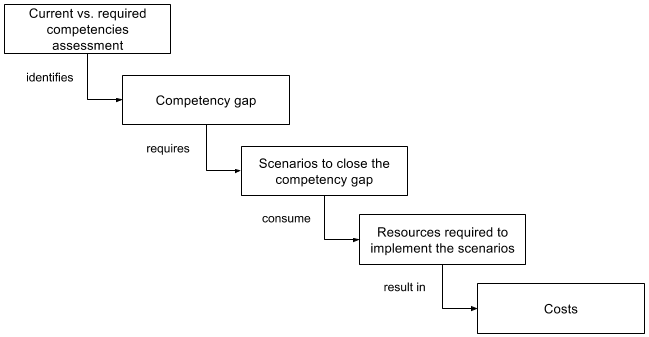 Current vs. required
competencies
assessment
identifies
Competency gap
requires
Scenarios to close the
competency gap
consume
Resources required to
implement the scenarios
result in
Costs